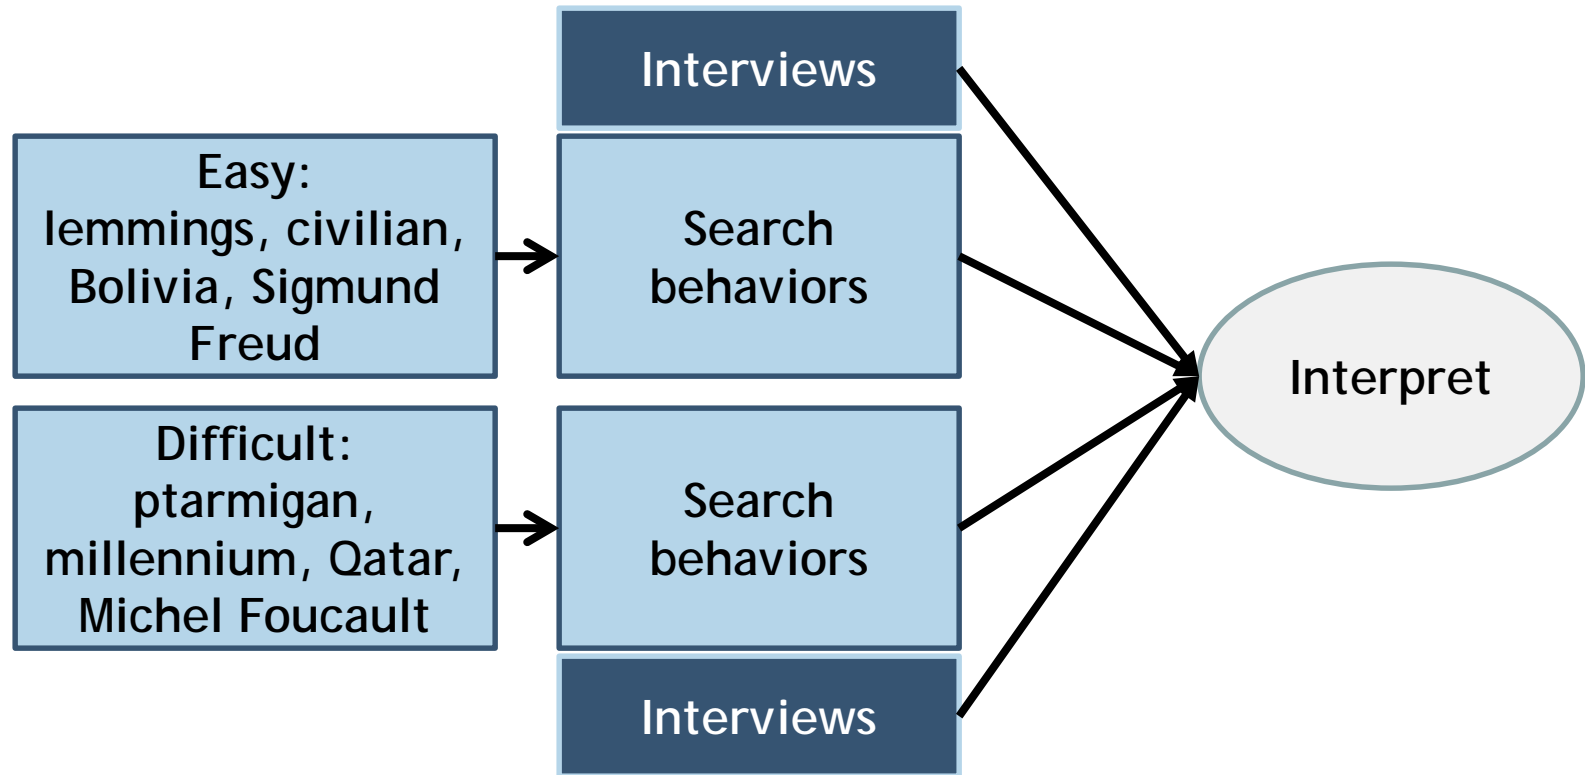 Interviews
Easy:
lemmings, civilian,
Bolivia, Sigmund
Freud
Search
behaviors
Difficult:
ptarmigan,
millennium, Qatar,
Michel Foucault
Search
behaviors
Interviews
Interpret